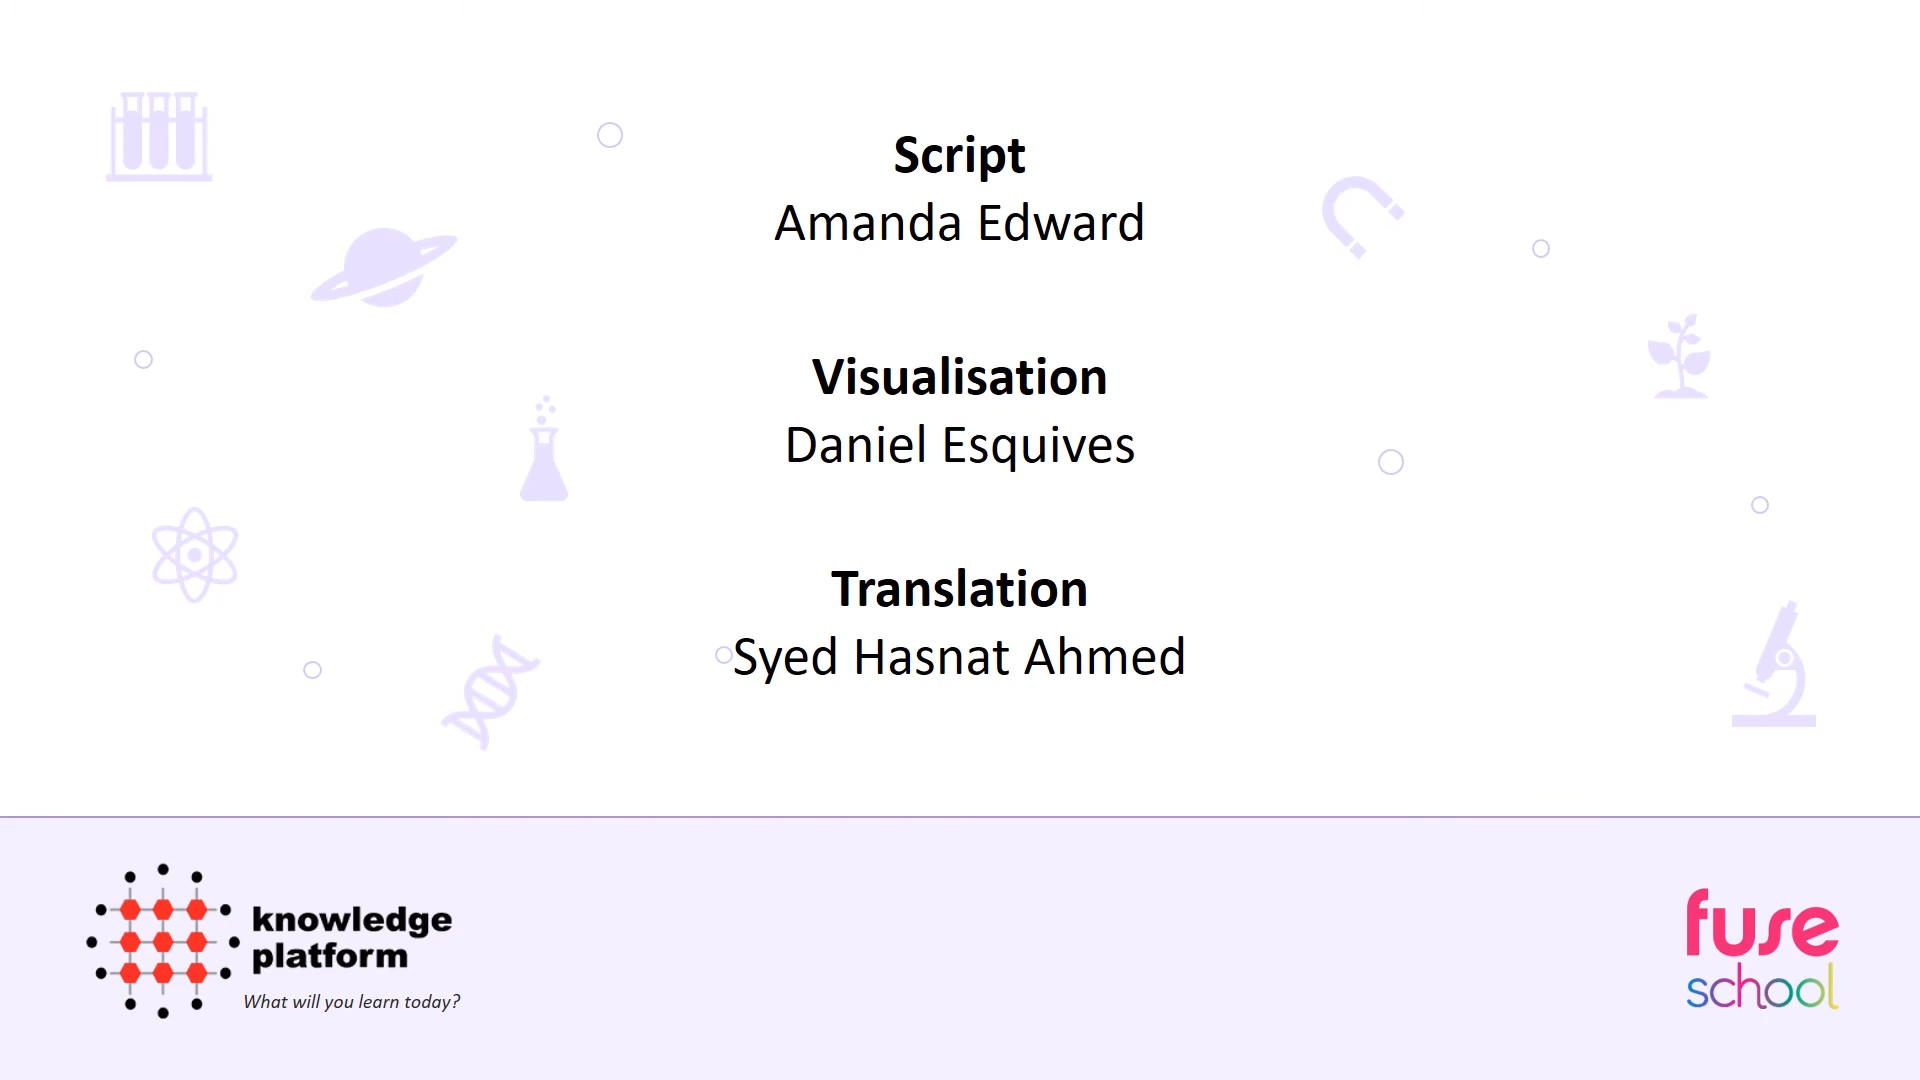 Script
Amanda Edward
Visualisation
Daniel Esquives
Translation
Syed Hasnat Ahmed
knowledge
platform
What will you learn today?
fuse
school